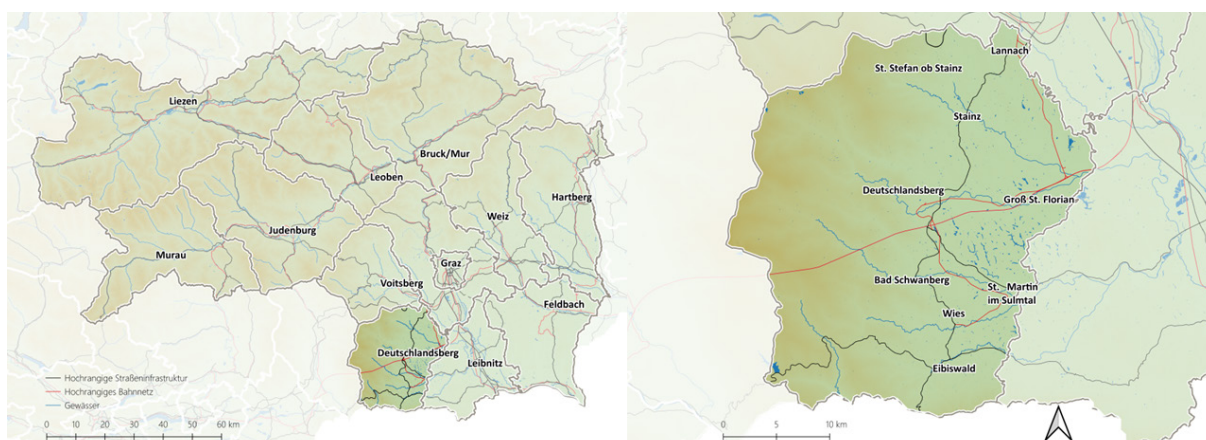 Liezen
Bruck/Mur
Leoben
Hartberg
Weiz
Judenburg
Murau
Graz
Voitsberg
Feldbach
Deutschlandsberg
Leibnitz
Hochrangige Straßeninfrastruktur
Hochrangiges Bahnnetz
Gewässer
0 10 20 30 40 50 60 km
Lannach
St. Stefan ob Stainz
Stainz
Deutschlandsberg
Groß St. Florian
Bad Schwanberg
St. Martin
im Sulmtal
Wies
Eibiswald
0 5 10 km